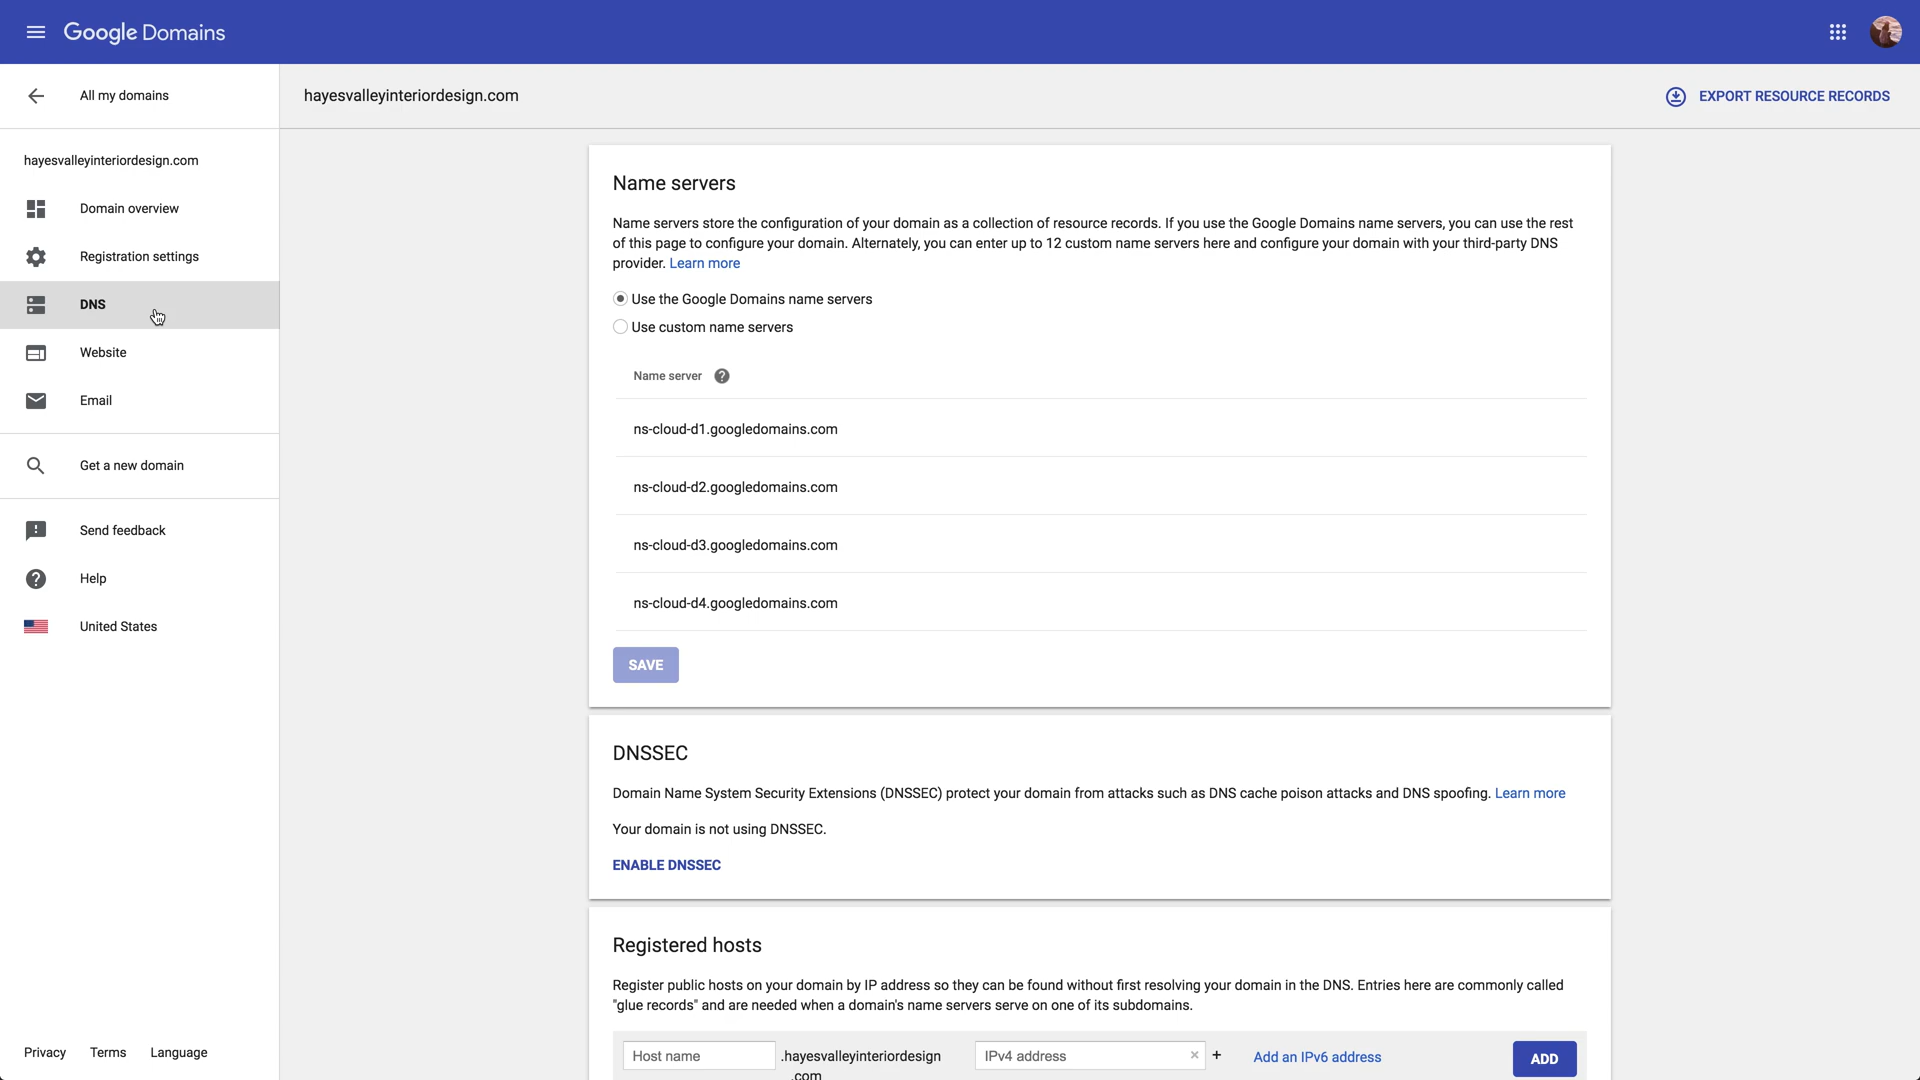 Google Domains
All my domains
hayesvalleyinteriordesign.com
EXPORT RESOURCE RECORDS
hayesvalleyinteriordesign.com
Domain overview
Registration settings
DNS
Website
Email
Get a new domain
Send feedback
Help
United States
Privacy
Terms
Language
Name servers
Name servers store the configuration of your domain as a collection of resource records. If you use the Google Domains name servers, you can use the rest
of this page to configure your domain. Alternately, you can enter up to 12 custom name servers here and configure your domain with your third-party DNS
provider. Learn more
Use the Google Domains name servers
Use custom name servers
Name server ?
ns-cloud-d1.googledomains.com
ns-cloud-d2.googledomains.com
ns-cloud-d3.googledomains.com
ns-cloud-d4.googledomains.com
SAVE
DNSSEC
Domain Name System Security Extensions (DNSSEC) protect your domain from attacks such as DNS cache poison attacks and DNS spoofing. Learn more
Your domain is not using DNSSEC.
ENABLE DNSSEC
Registered hosts
Register public hosts on your domain by IP address so they can be found without first resolving your domain in the DNS. Entries here are commonly called
"glue records" and are needed when a domain's name servers serve on one of its subdomains.
Host name .hayesvalleyinteriordesign IPv4 address × + Add an IPv6 address ADD
.com